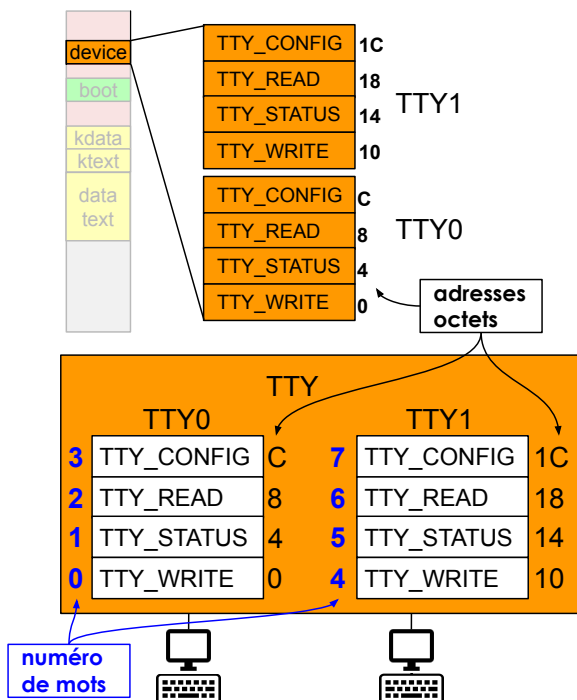 device
boot
kdata
ktext
data
text
TTY_CONFIG 1C
TTY_READ 18
TTY_STATUS 14
TTY_WRITE 10
TTY1
TTY_CONFIG C
TTY_READ 8
TTY_STATUS 4
TTY_WRITE 0
TTY0
adresses
octets
TTY
TTY0
3 TTY_CONFIG C
2 TTY_READ 8
1 TTY_STATUS 4
0 TTY_WRITE 0
TTY1
7 TTY_CONFIG 1C
6 TTY_READ 18
5 TTY_STATUS 14
4 TTY_WRITE 10
numéro
de mots